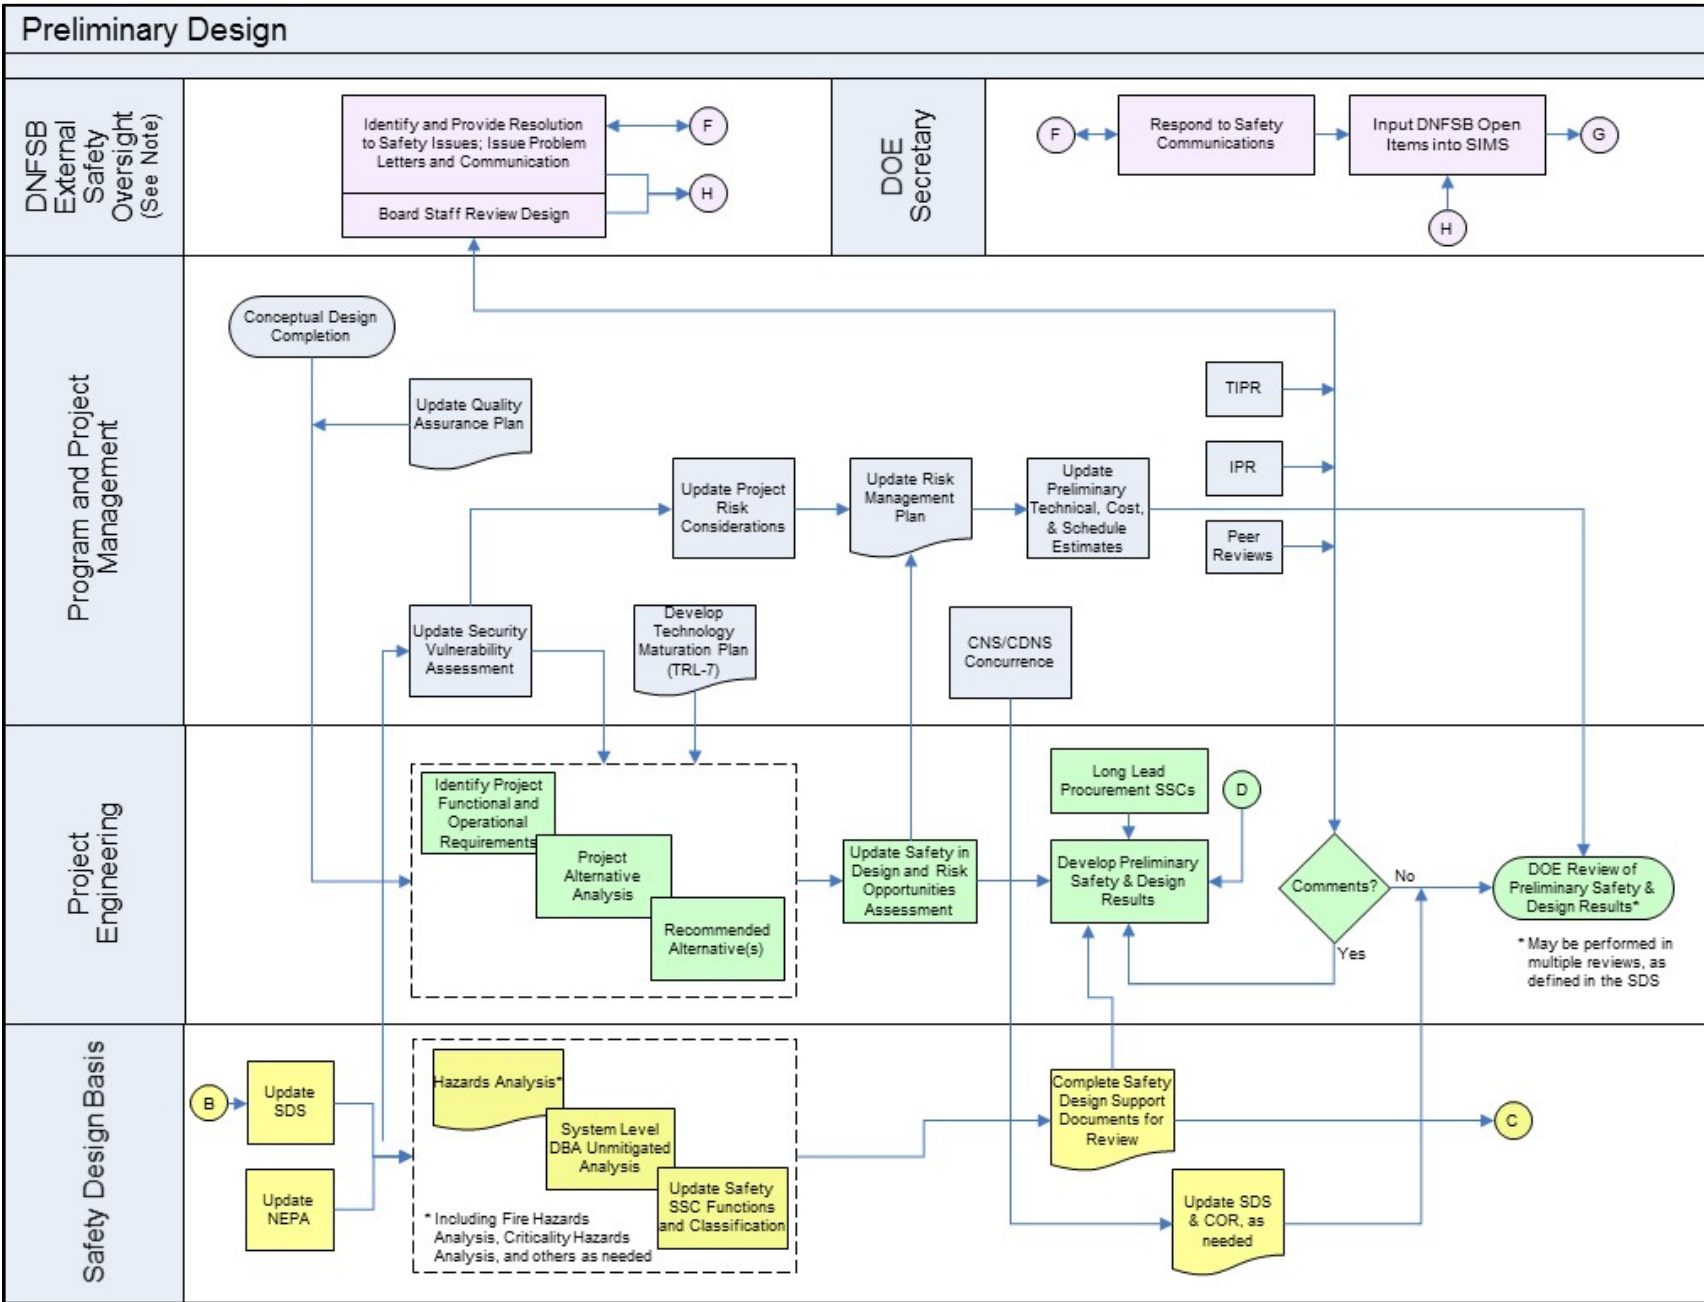 Preliminary Design
DNFSB
External
Safety
Oversight
(See Note)
Identify and Provide Resolution
to Safety Issues; Issue Problem
Letters and Communication
Board Staff Review Design
F
H
DOE
Secretary
F
Respond to Safety
Communications
Input DNFSB Open
Items into SIMS
G
H
Program and Project
Management
Conceptual Design
Completion
Update Quality
Assurance Plan
Update Project
Risk
Considerations
Update Risk
Management
Plan
Update
Preliminary
Technical, Cost,
& Schedule
Estimates
TIPR
IPR
Peer
Reviews
Update Security
Vulnerability
Assessment
Develop
Technology
Maturation Plan
(TRL-7)
CNS/CDNS
Concurrence
Project
Engineering
Identify Project
Functional and
Operational
Requirements
Project
Alternative
Analysis
Recommended
Alternative(s)
Update Safety in
Design and Risk
Opportunities
Assessment
Long Lead
Procurement SSCs
D
Develop Preliminary
Safety & Design
Results
Comments?
No
Yes
DOE Review of
Preliminary Safety &
Design Results*
* May be performed in
multiple reviews, as
defined in the SDS
Safety Design Basis
B
Update
SDS
Update
NEPA
Hazards Analysis*
System Level
DBA Unmitigated
Analysis
Update Safety
SSC Functions
and Classification
* Including Fire Hazards
Analysis, Criticality Hazards
Analysis, and others as needed
Complete Safety
Design Support
Documents for
Review
C
Update SDS
& COR, as
needed